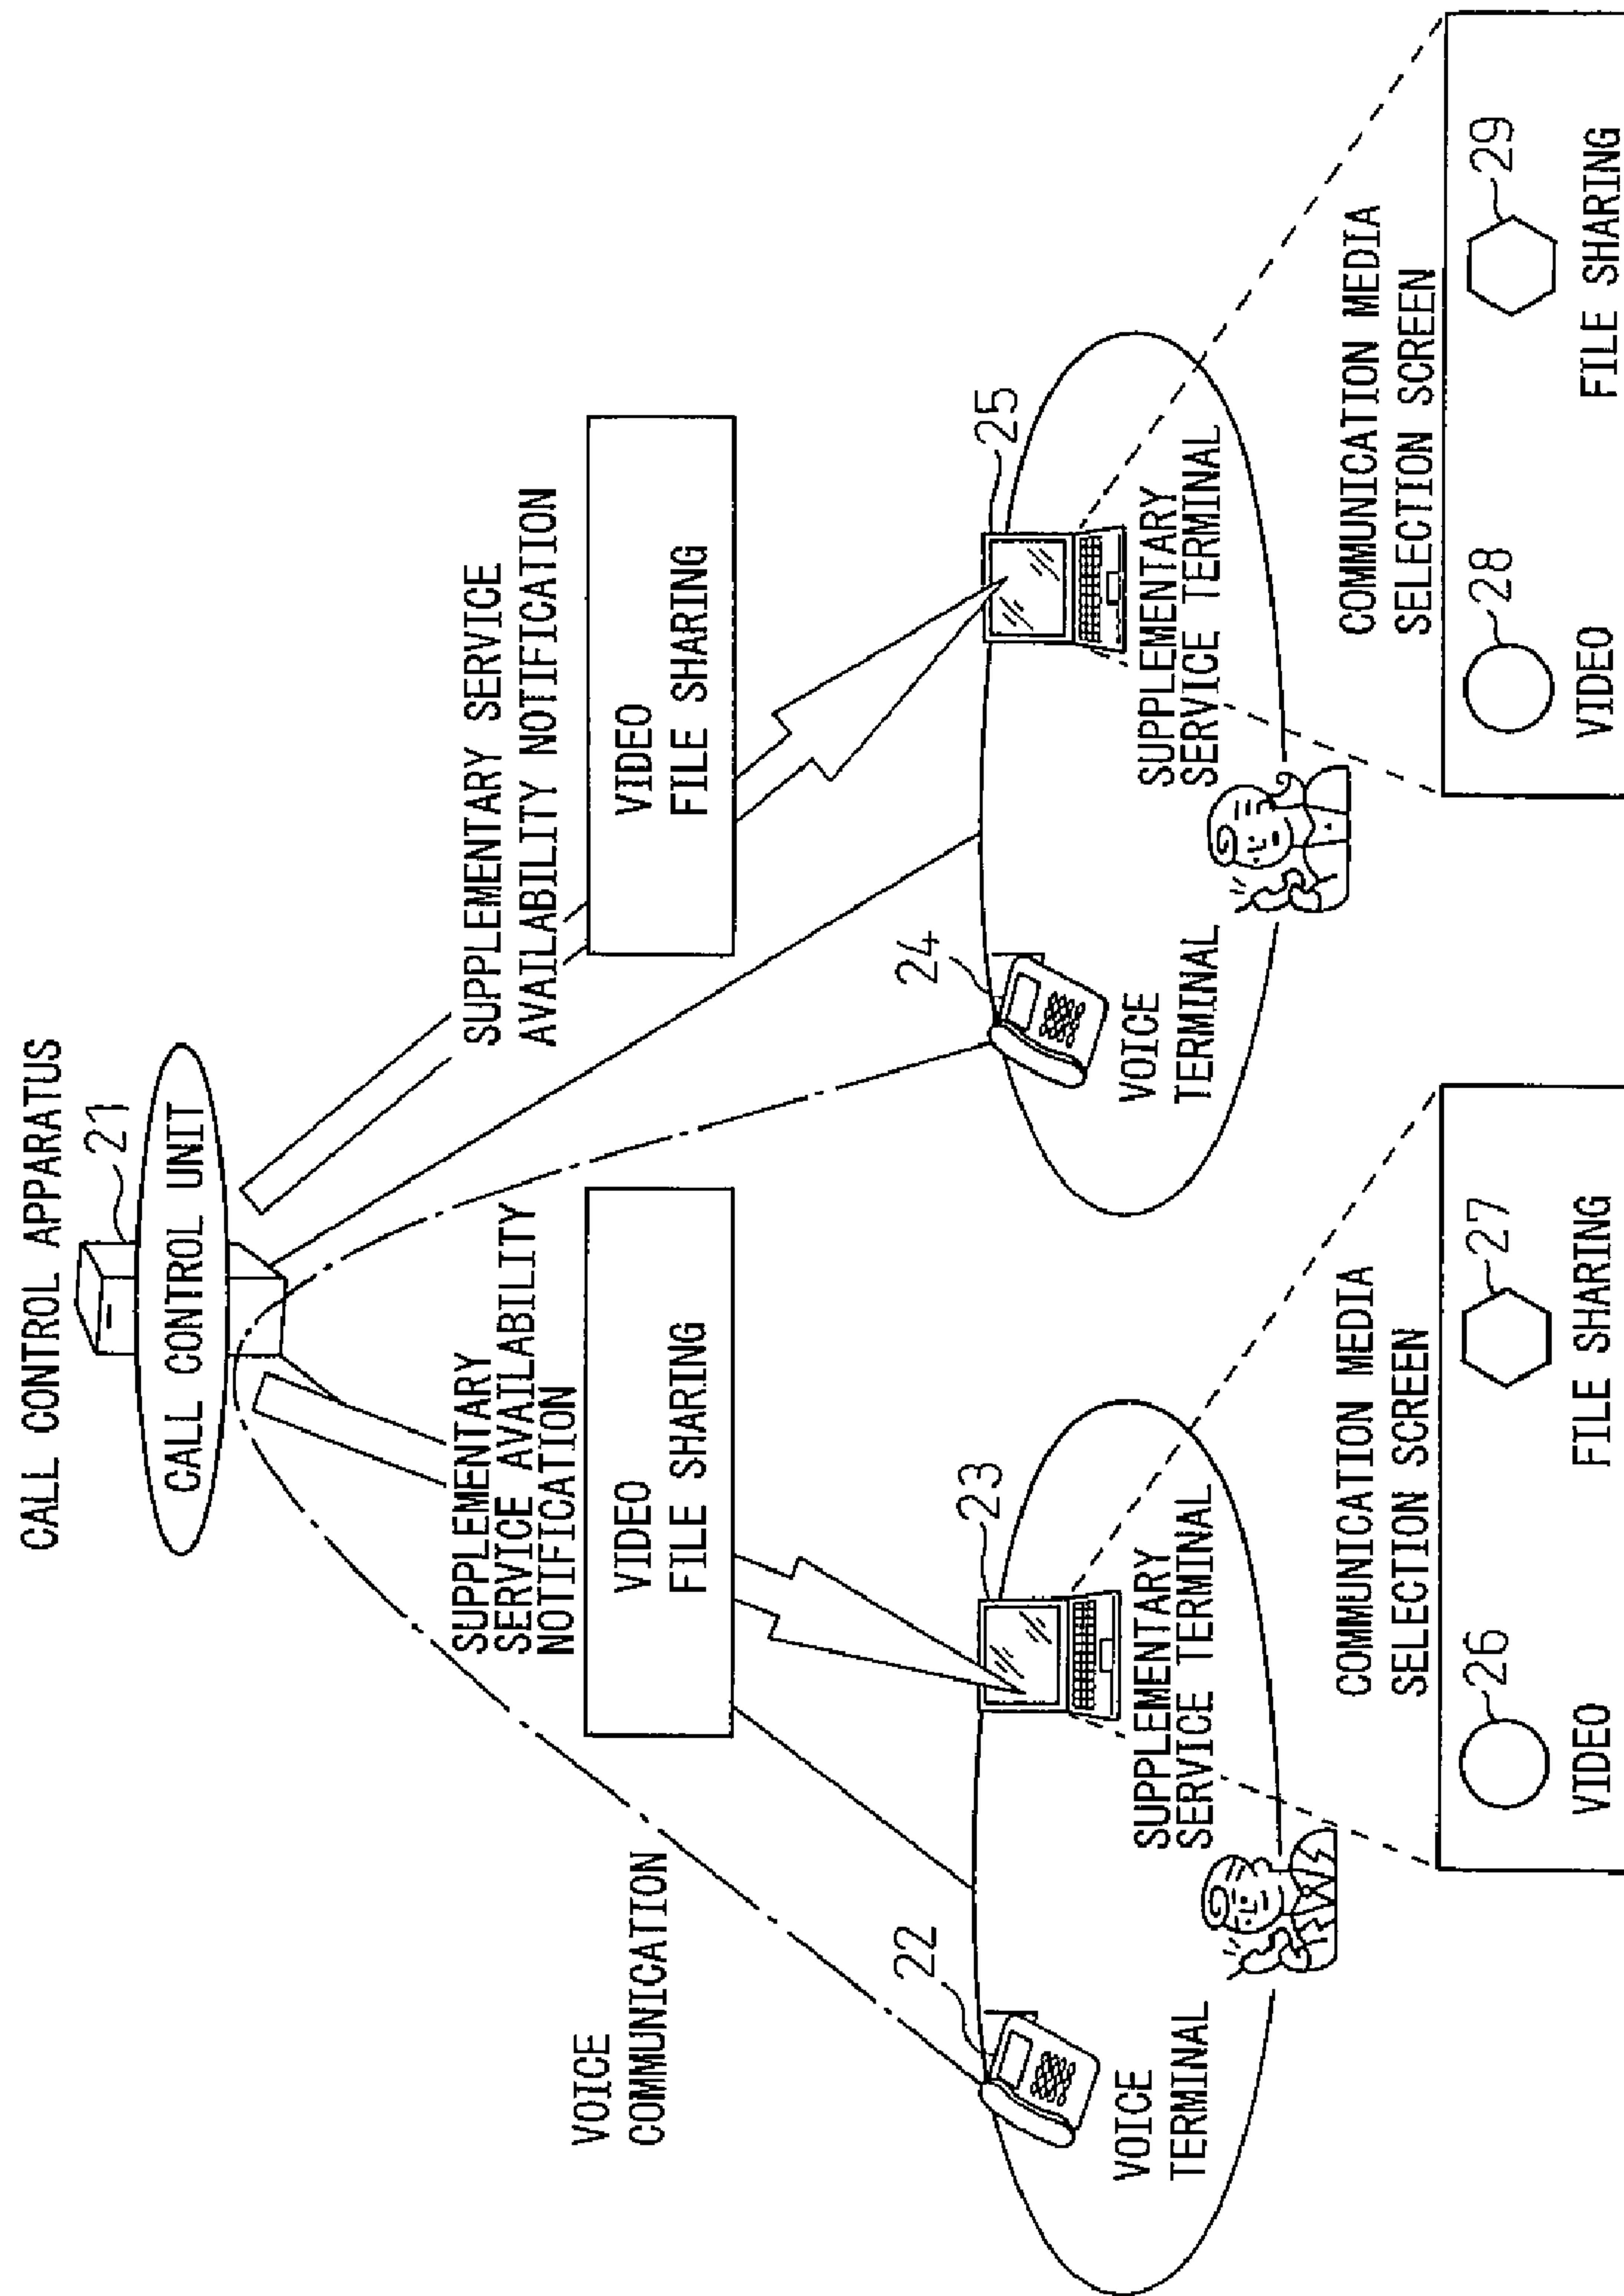 CALL CONTROL APPARATUS
21
CALL CONTROL UNIT
VOICE
COMMUNICATION
SUPPLEMENTARY
SERVICE AVAILABILITY
NOTIFICATION
VIDEO
FILE SHARING
SUPPLEMENTARY SERVICE
AVAILABILITY NOTIFICATION
VIDEO
FILE SHARING
22
VOICE
TERMINAL
23
SUPPLEMENTARY
SERVICE TERMINAL
24
VOICE
TERMINAL
25
SUPPLEMENTARY
SERVICE TERMINAL
COMMUNICATION MEDIA
SELECTION SCREEN
26
27
VIDEO
FILE SHARING
COMMUNICATION MEDIA
SELECTION SCREEN
28
29
VIDEO
FILE SHARING